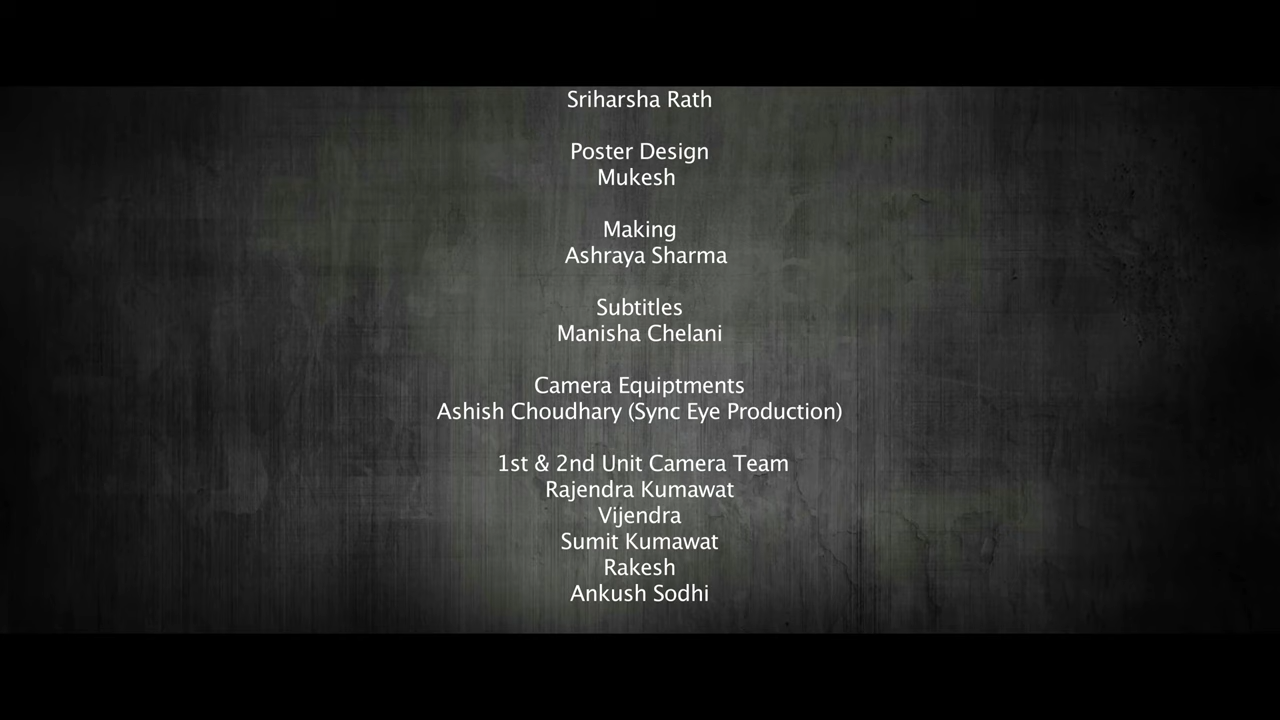 Sriharsha Rath
Poster Design
Mukesh
Making
Ashraya Sharma
Subtitles
Manisha Chelani
Camera Equiptments
Ashish Choudhary (Sync Eye Production)
1st & 2nd Unit Camera Team
Rajendra Kumawat
Vijendra
Sumit Kumawat
Rakesh
Ankush Sodhi